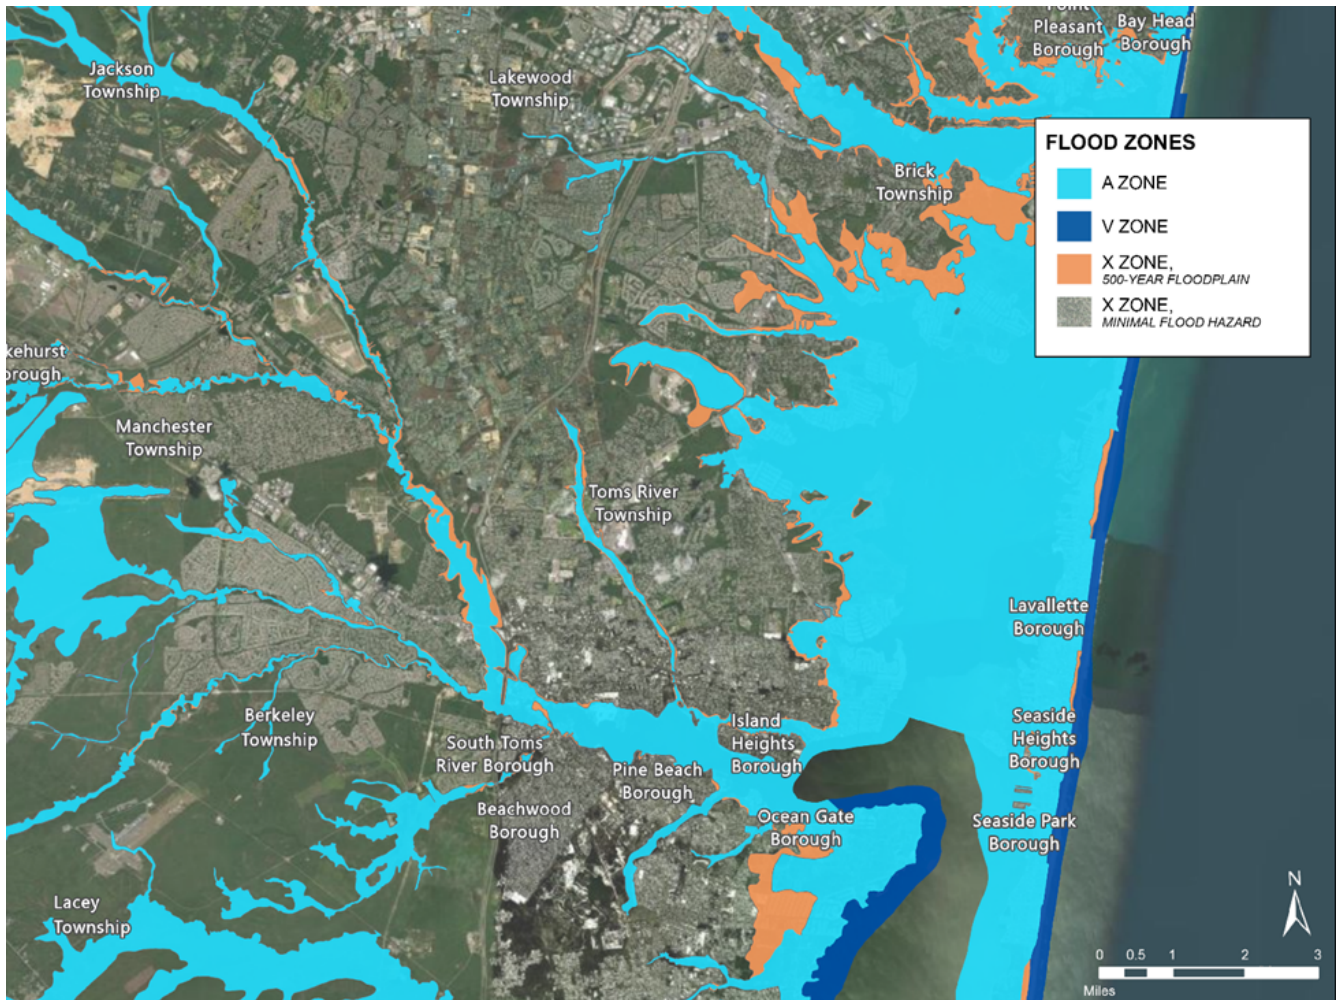 Point
Pleasant
Borough
Bay Head
Borough
Jackson
Township
Lakewood
Township
FLOOD ZONES
A ZONE
V ZONE
X ZONE,
500-YEAR FLOODPLAIN
X ZONE,
MINIMAL FLOOD HAZARD
Brick
Township
kehurst
orough
Manchester
Township
Toms River
Township
Lavallette
Borough
Berkeley
Township
South Toms
River Borough
Island
Heights
Borough
Seaside
Heights
Borough
Pine Beach
Borough
Beachwood
Borough
Ocean Gate
Borough
Seaside Park
Borough
Lacey
Township
N
0 0.5 1 2 3
Miles